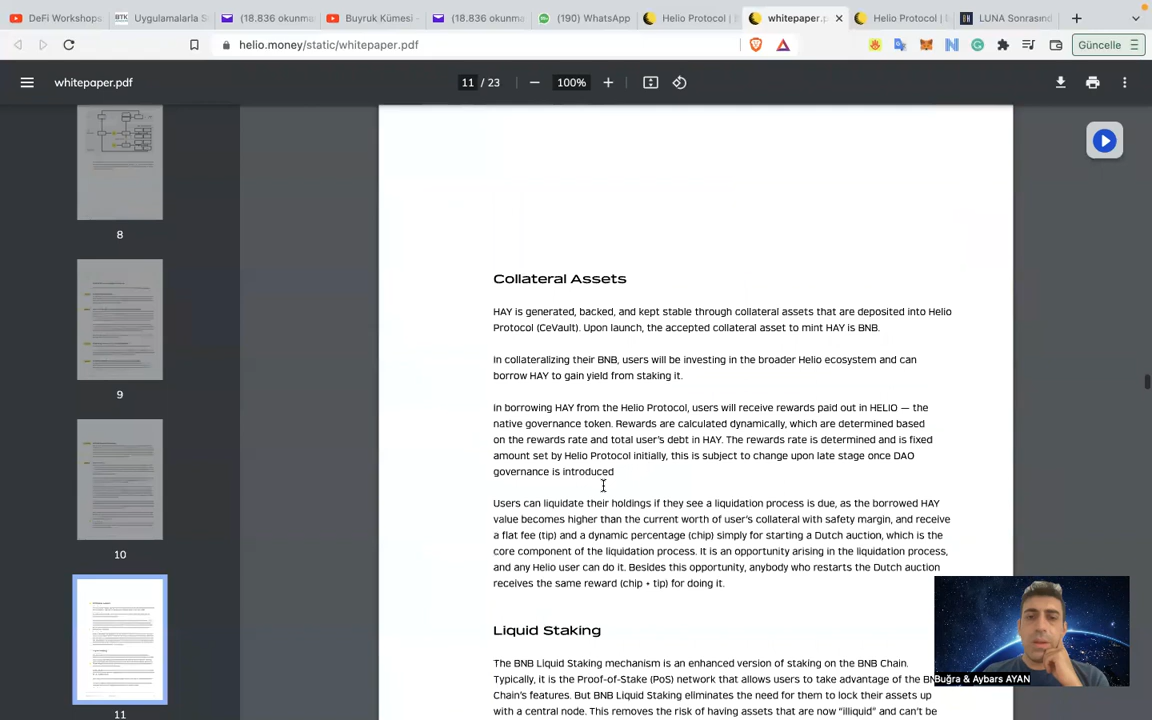 DeFi Workshops
BTK Uygulamalarla S
(18.836 okunma
Buyruk Kümesi -
(18.836 okunma
(190) WhatsApp
Helio Protocol |
whitepaper.p
Helio Protocol |
LUNA Sonrasınd
helio.money/static/whitepaper.pdf
Güncelle
whitepaper.pdf
11 / 23
100%
8
9
10
11
Collateral Assets
HAY is generated, backed, and kept stable through collateral assets that are deposited into Helio
Protocol (CeVault). Upon launch, the accepted collateral asset to mint HAY is BNB.
In collateralizing their BNB, users will be investing in the broader Helio ecosystem and can
borrow HAY to gain yield from staking it.
In borrowing HAY from the Helio Protocol, users will receive rewards paid out in HELIO — the
native governance token. Rewards are calculated dynamically, which are determined based
on the rewards rate and total user's debt in HAY. The rewards rate is determined and is fixed
amount set by Helio Protocol initially, this is subject to change upon late stage once DAO
governance is introduced
Users can liquidate their holdings if they see a liquidation process is due, as the borrowed HAY
value becomes higher than the current worth of user's collateral with safety margin, and receive
a flat fee (tip) and a dynamic percentage (chip) simply for starting a Dutch auction, which is the
core component of the liquidation process. It is an opportunity arising in the liquidation process,
and any Helio user can do it. Besides this opportunity, anybody who restarts the Dutch auction
receives the same reward (chip + tip) for doing it.
Liquid Staking
The BNB Liquid Staking mechanism is an enhanced version of staking on the BNB Chain.
Typically, it is the Proof-of-Stake (PoS) network that allows users to take advantage of the BN
Chain's features. But BNB Liquid Staking eliminates the need for them to lock their assets up
with a central node. This removes the risk of having assets that are now "illiquid" and can't be
Buğra & Aybars AYAN